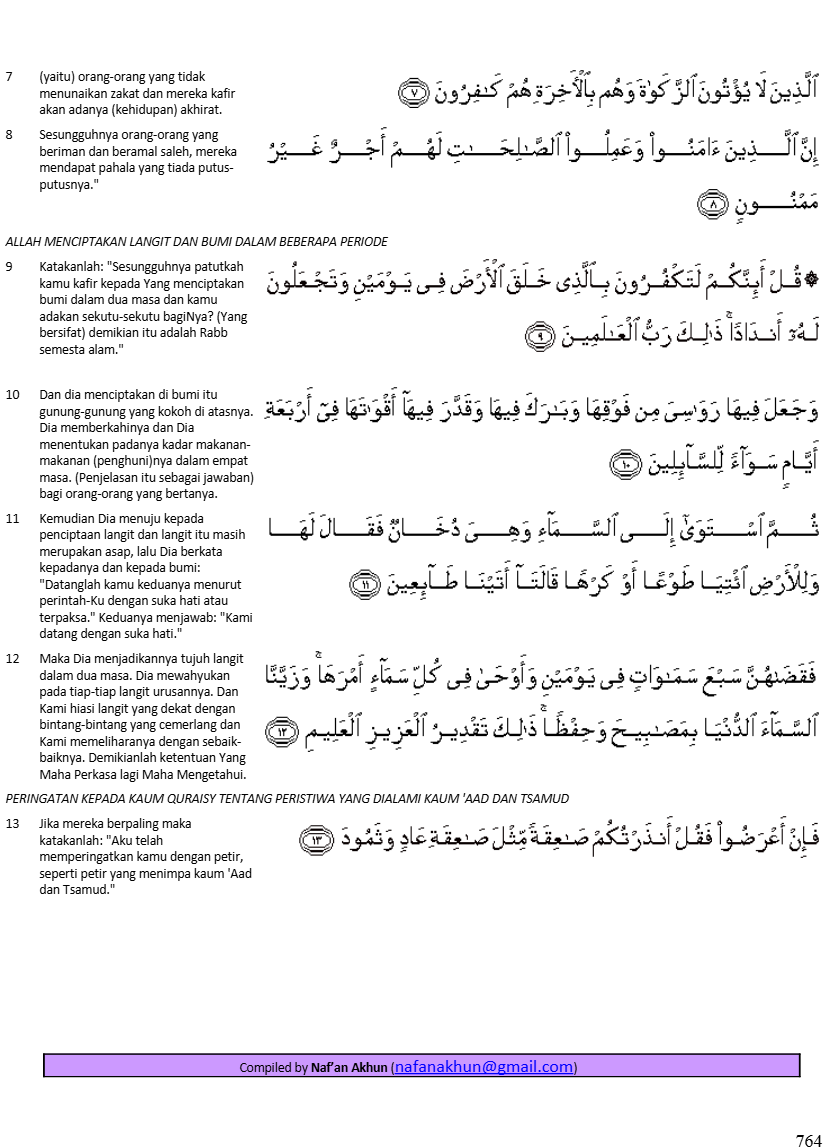 7 (yaitu) orang-orang yang tidak
menunaikan zakat dan mereka kafir
akan adanya (kehidupan) akhirat.
ٱلَّذِينَ لَا يُؤْتُونَ ٱلزَّكَوٰةَ وَهُم بِٱلْأَخِرَةِ هُمْ كَـٰفِرُونَ ﴿٧﴾
8 Sesungguhnya orang-orang yang
beriman dan beramal saleh, mereka
mendapat pahala yang tiada putus-
putusnya."
إِنَّ ٱلَّذِينَ ءَامَنُوا۟ وَعَمِلُوا۟ ٱلصَّـٰلِحَـٰتِ لَهُمْ أَجْرٌ غَيْرُ
مَمْنُونٍ ﴿٨﴾
ALLAH MENCIPTAKAN LANGIT DAN BUMI DALAM BEBERAPA PERIODE
9 Katakanlah: "Sesungguhnya patutkah
kamu kafir kepada Yang menciptakan
bumi dalam dua masa dan kamu
adakan sekutu-sekutu bagiNya? (Yang
bersifat) demikian itu adalah Rabb
semesta alam."
۞ قُلْ أَئِنَّكُمْ لَتَكْفُرُونَ بِٱلَّذِى خَلَقَ ٱلْأَرْضَ فِى يَوْمَيْنِ وَتَجْعَلُونَ
لَهُۥٓ أَندَادًا ۚ ذَٰلِكَ رَبُّ ٱلْعَـٰلَمِينَ ﴿٩﴾
10 Dan dia menciptakan di bumi itu
gunung-gunung yang kokoh di atasnya.
Dia memberkahinya dan Dia
menentukan padanya kadar makanan-
makanan (penghuni)nya dalam empat
masa. (Penjelasan itu sebagai jawaban)
bagi orang-orang yang bertanya.
وَجَعَلَ فِيهَا رَوَٰسِىَ مِن فَوْقِهَا وَبَـٰرَكَ فِيهَا وَقَدَّرَ فِيهَآ أَقْوَٰتَهَا فِىٓ أَرْبَعَةِ
أَيَّامٍ سَوَآءً لِّلسَّآئِلِينَ ﴿١٠﴾
11 Kemudian Dia menuju kepada
penciptaan langit dan langit itu masih
merupakan asap, lalu Dia berkata
kepadanya dan kepada bumi:
"Datanglah kamu keduanya menurut
perintah-Ku dengan suka hati atau
terpaksa." Keduanya menjawab: "Kami
datang dengan suka hati."
ثُمَّ ٱسْتَوَىٰٓ إِلَى ٱلسَّمَآءِ وَهِىَ دُخَانٌ فَقَالَ لَهَا
وَلِلْأَرْضِ ٱئْتِيَا طَوْعًا أَوْ كَرْهًا قَالَتَآ أَتَيْنَا طَآئِعِينَ ﴿١١﴾
12 Maka Dia menjadikannya tujuh langit
dalam dua masa. Dia mewahyukan
pada tiap-tiap langit urusannya. Dan
Kami hiasi langit yang dekat dengan
bintang-bintang yang cemerlang dan
Kami memeliharanya dengan sebaik-
baiknya. Demikianlah ketentuan Yang
Maha Perkasa lagi Maha Mengetahui.
فَقَضَىٰهُنَّ سَبْعَ سَمَـٰوَاتٍ فِى يَوْمَيْنِ وَأَوْحَىٰ فِى كُلِّ سَمَآءٍ أَمْرَهَا ۚ وَزَيَّنَّا
ٱلسَّمَآءَ ٱلدُّنْيَا بِمَصَـٰبِيحَ وَحِفْظًا ۚ ذَٰلِكَ تَقْدِيرُ ٱلْعَزِيزِ ٱلْعَلِيمِ ﴿١٢﴾
PERINGATAN KEPADA KAUM QURAISY TENTANG PERISTIWA YANG DIALAMI KAUM 'AAD DAN TSAMUD
13 Jika mereka berpaling maka
katakanlah: "Aku telah
memperingatkan kamu dengan petir,
seperti petir yang menimpa kaum 'Aad
dan Tsamud."
فَإِنْ أَعْرَضُوا۟ فَقُلْ أَنذَرْتُكُمْ صَـٰعِقَةً مِّثْلَ صَـٰعِقَةِ عَادٍ وَثَمُودَ ﴿١٣﴾
Compiled by Naf'an Akhun (nafanakhun@gmail.com)
764